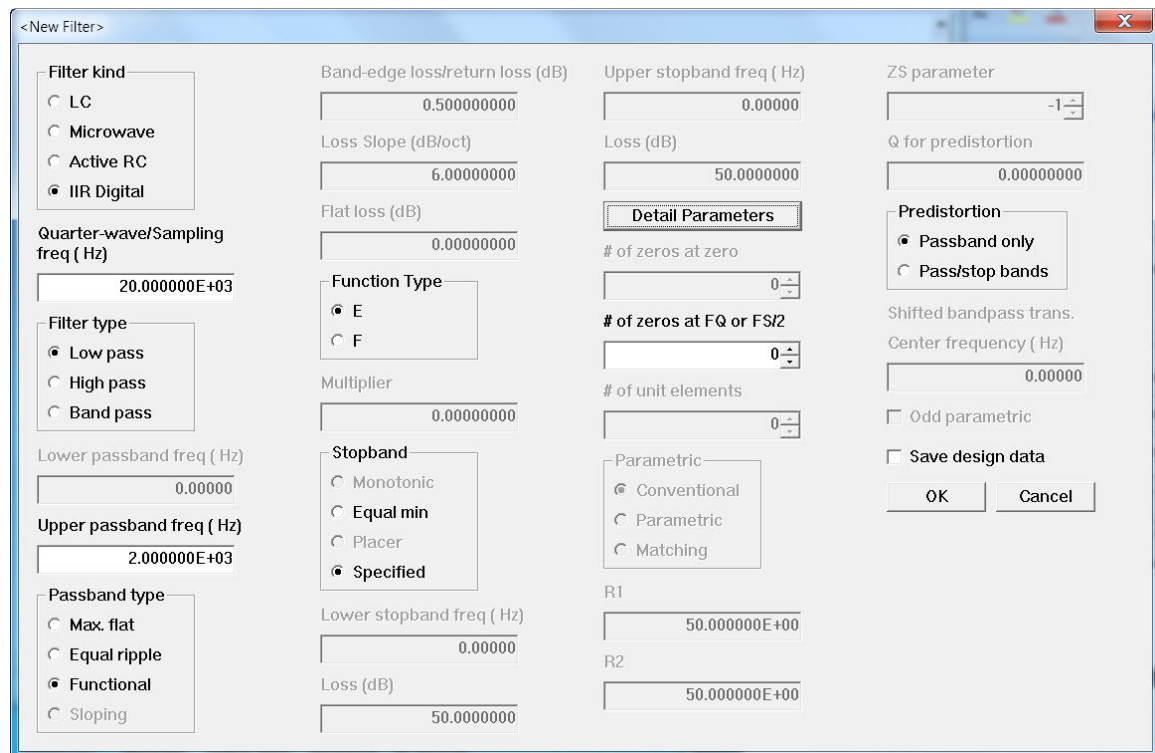 <New Filter>
Filter kind
LC
Microwave
Active RC
IIR Digital
Quarter-wave/Sampling
freq ( Hz)
20.000000E+03
Filter type
Low pass
High pass
Band pass
Lower passband freq ( Hz)
0.00000
Upper passband freq ( Hz)
2.000000E+03
Passband type
Max. flat
Equal ripple
Functional
Sloping
Band-edge loss/return loss (dB)
0.500000000
Loss Slope (dB/oct)
6.00000000
Flat loss (dB)
0.00000000
Function Type
E
F
Multiplier
0.00000000
Stopband
Monotonic
Equal min
Placer
Specified
Lower stopband freq ( Hz)
0.00000
Loss (dB)
50.0000000
Upper stopband freq ( Hz)
0.00000
Loss (dB)
50.0000000
Detail Parameters
# of zeros at zero
0
# of zeros at FQ or FS/2
0
# of unit elements
0
Parametric
Conventional
Parametric
Matching
R1
50.000000E+00
R2
50.000000E+00
ZS parameter
-1
Q for predistortion
0.00000000
Predistortion
Passband only
Pass/stop bands
Shifted bandpass trans.
Center frequency ( Hz)
0.00000
Odd parametric
Save design data
OK
Cancel